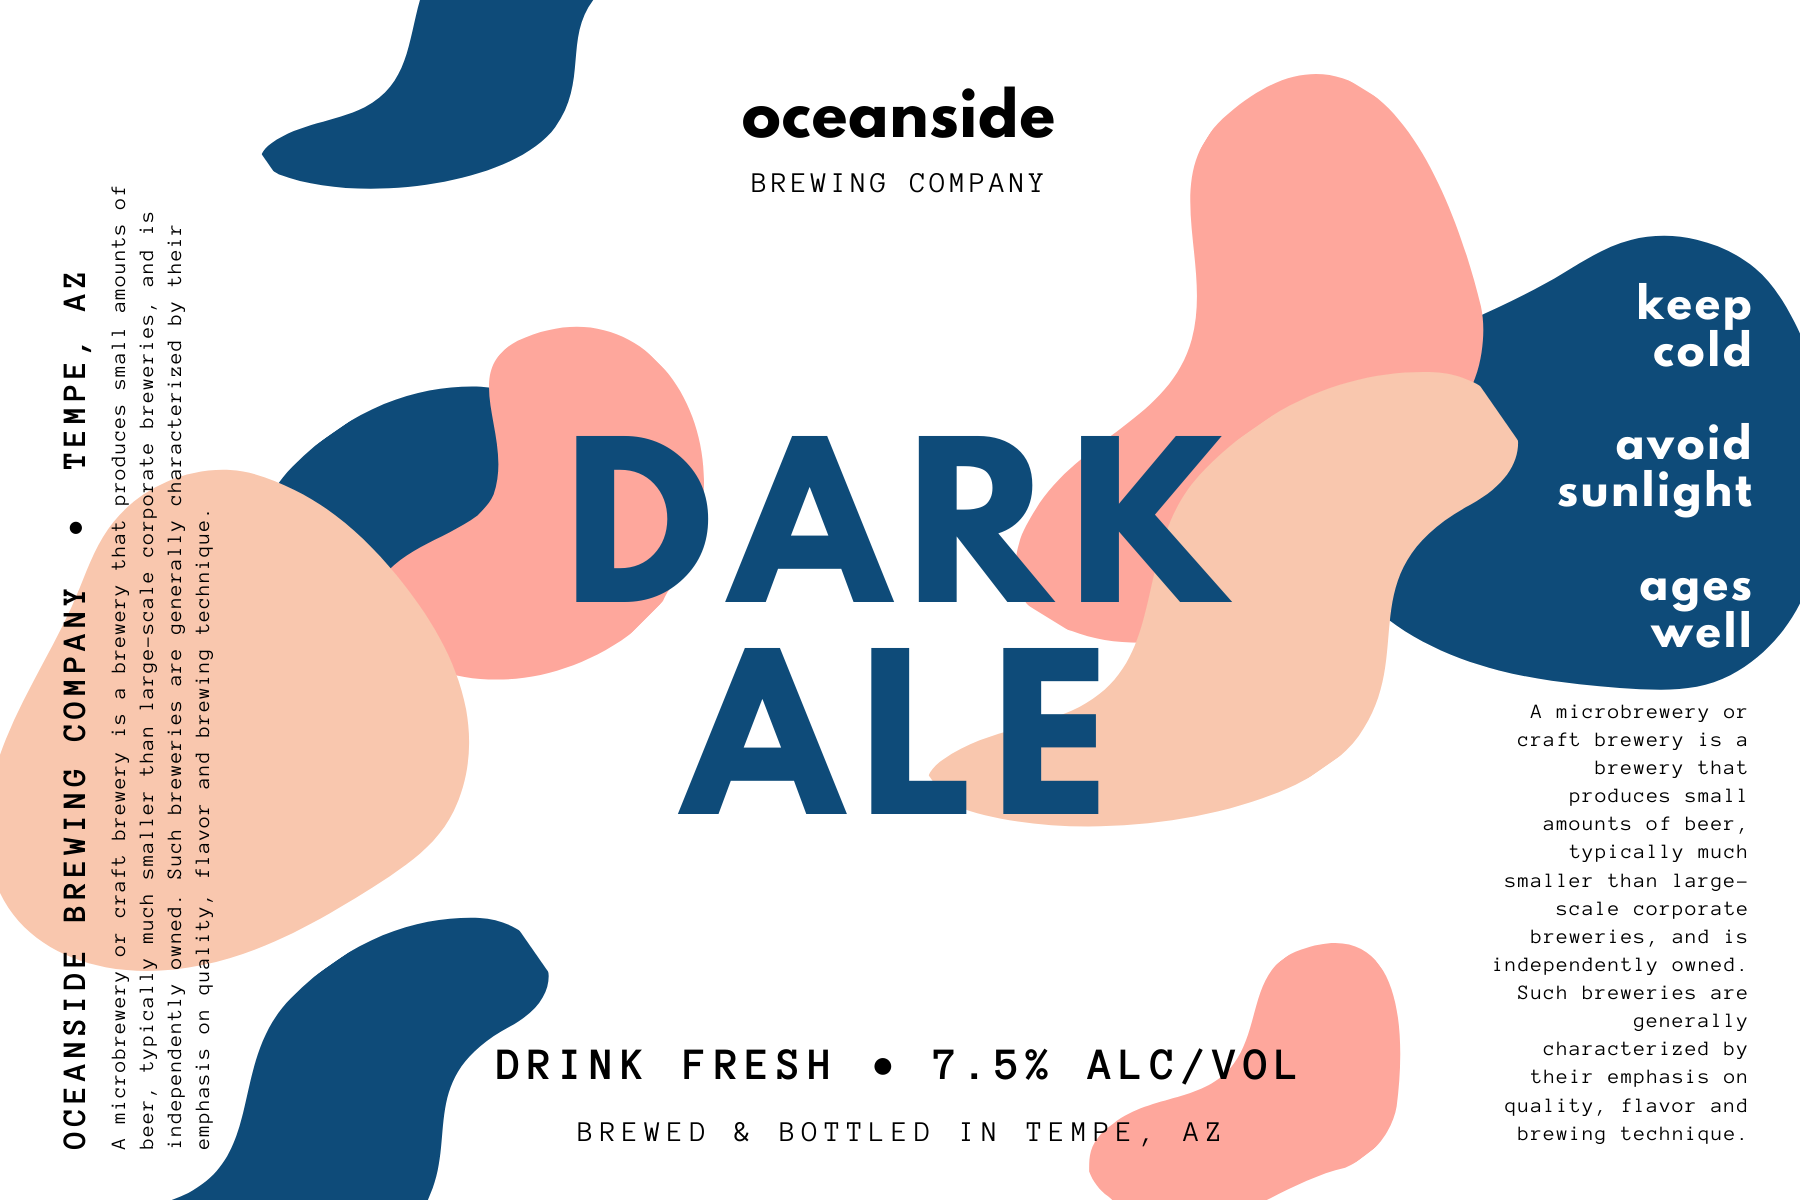 oceanside
BREWING COMPANY
OCEANSIDE BREWING COMPANY • TEMPE, AZ
A microbrewery or craft brewery is a brewery that produces small amounts of
beer, typically much smaller than large-scale corporate breweries, and is
independently owned. Such breweries are generally characterized by their
emphasis on quality, flavor and brewing technique.
DARK
ALE
DRINK FRESH • 7.5% ALC/VOL
BREWED & BOTTLED IN TEMPE, AZ
keep
cold
avoid
sunlight
ages
well
A microbrewery or
craft brewery is a
brewery that
produces small
amounts of beer,
typically much
smaller than large-
scale corporate
breweries, and is
independently owned.
Such breweries are
generally
characterized by
their emphasis on
quality, flavor and
brewing technique.